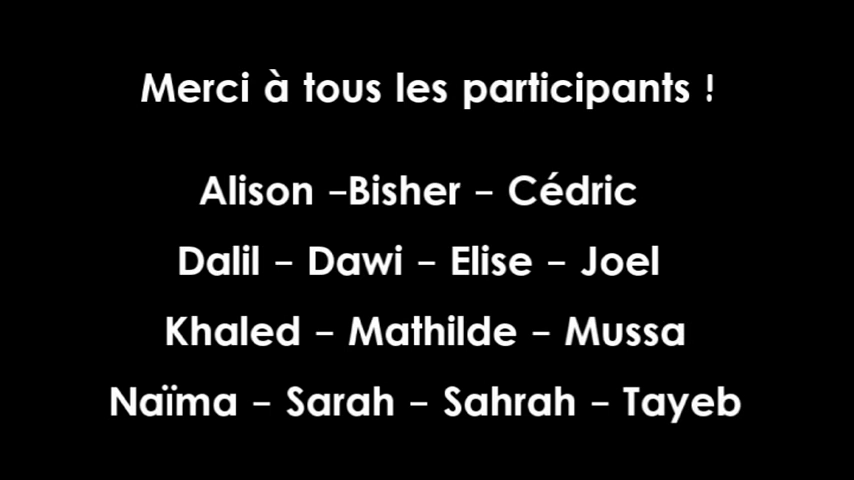 Merci à tous les participants !
Alison –Bisher – Cédric
Dalil – Dawi – Elise – Joel
Khaled – Mathilde – Mussa
Naïma – Sarah – Sahrah – Tayeb